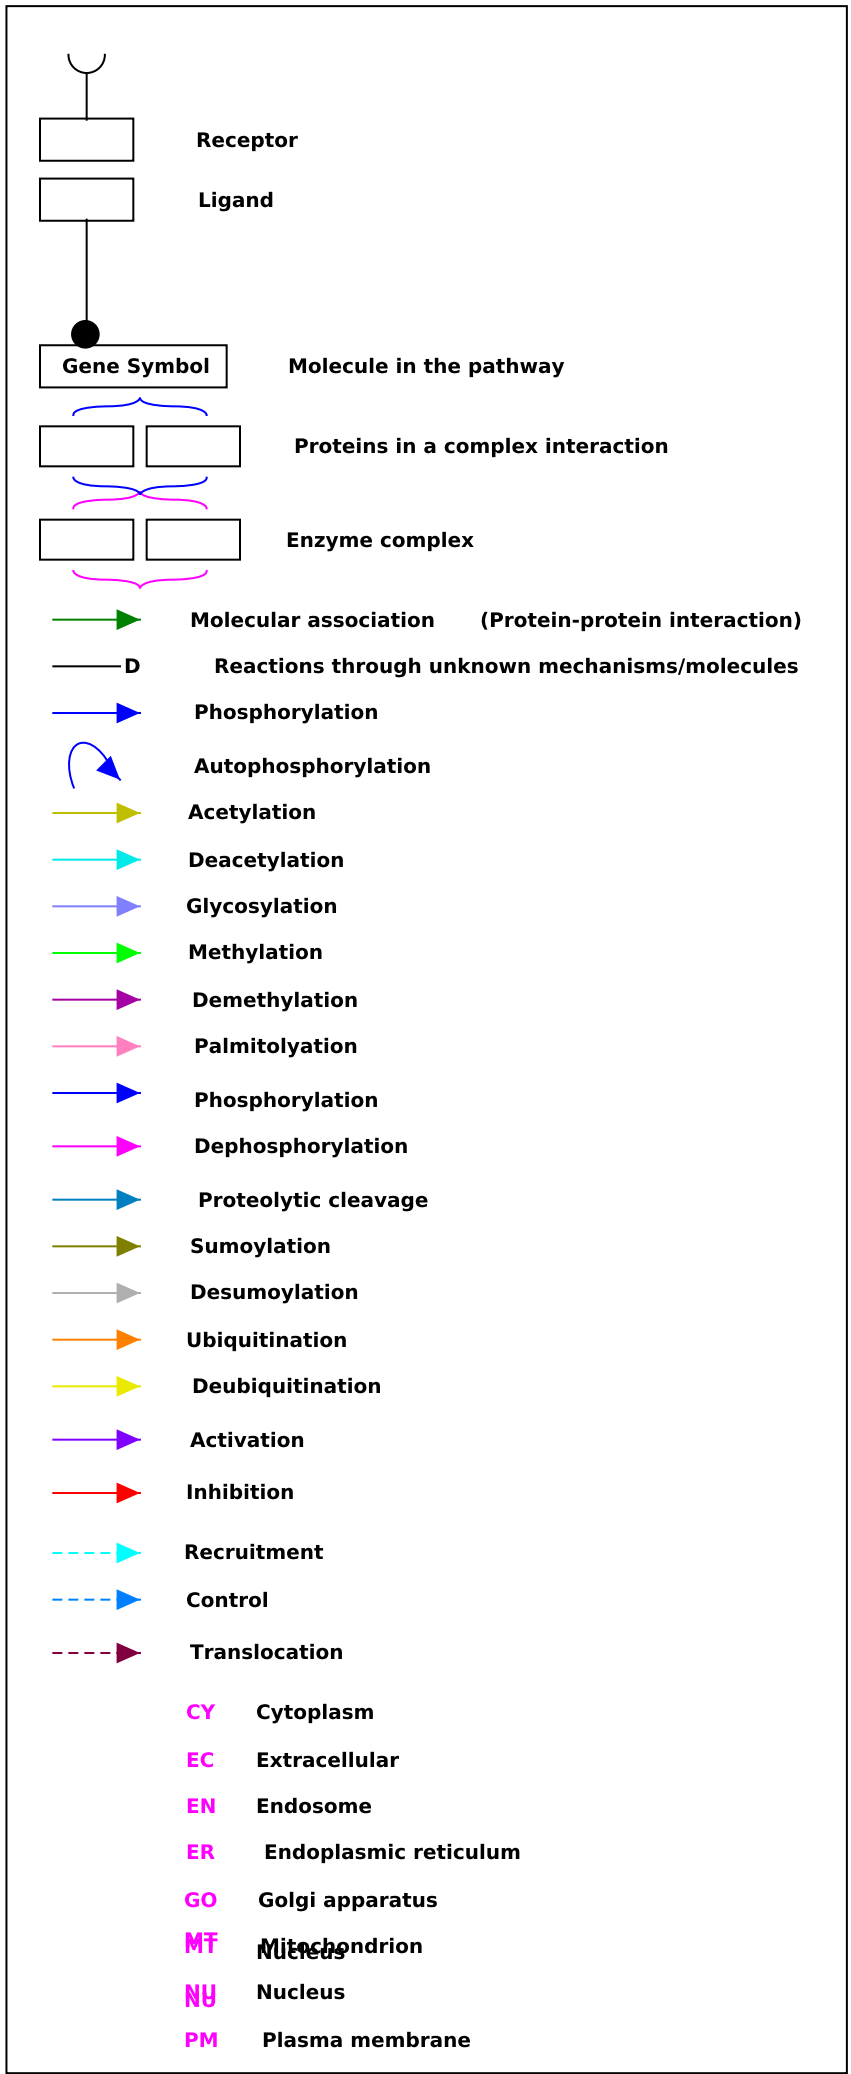 Receptor
Ligand
Gene Symbol Molecule in the pathway
Proteins in a complex interaction
Enzyme complex
Molecular association (Protein-protein interaction)
D Reactions through unknown mechanisms/molecules
Phosphorylation
Autophosphorylation
Acetylation
Deacetylation
Glycosylation
Methylation
Demethylation
Palmitolyation
Phosphorylation
Dephosphorylation
Proteolytic cleavage
Sumoylation
Desumoylation
Ubiquitination
Deubiquitination
Activation
Inhibition
Recruitment
Control
Translocation
CY Cytoplasm
EC Extracellular
EN Endosome
ER Endoplasmic reticulum
GO Golgi apparatus
MT
MT Mitochondrion
Nucleus
NU Nucleus
NU
PM Plasma membrane